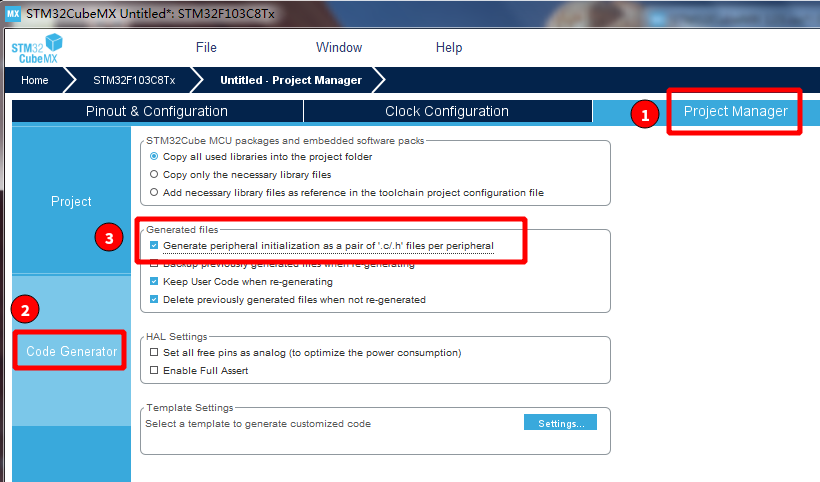 MX STM32CubeMX Untitled*: STM32F103C8Tx
STM32 CubeMX
File Window Help
Home STM32F103C8Tx Untitled - Project Manager
Pinout & Configuration Clock Configuration 1 Project Manager
STM32Cube MCU packages and embedded software packs
Copy all used libraries into the project folder
Copy only the necessary library files
Add necessary library files as reference in the toolchain project configuration file
Project
Generated files
3
Generate peripheral initialization as a pair of '.c/.h' files per peripheral
Backup previously generated files when re-generating
Keep User Code when re-generating
Delete previously generated files when not re-generated
2
Code Generator
HAL Settings
Set all free pins as analog (to optimize the power consumption)
Enable Full Assert
Template Settings
Select a template to generate customized code Settings...